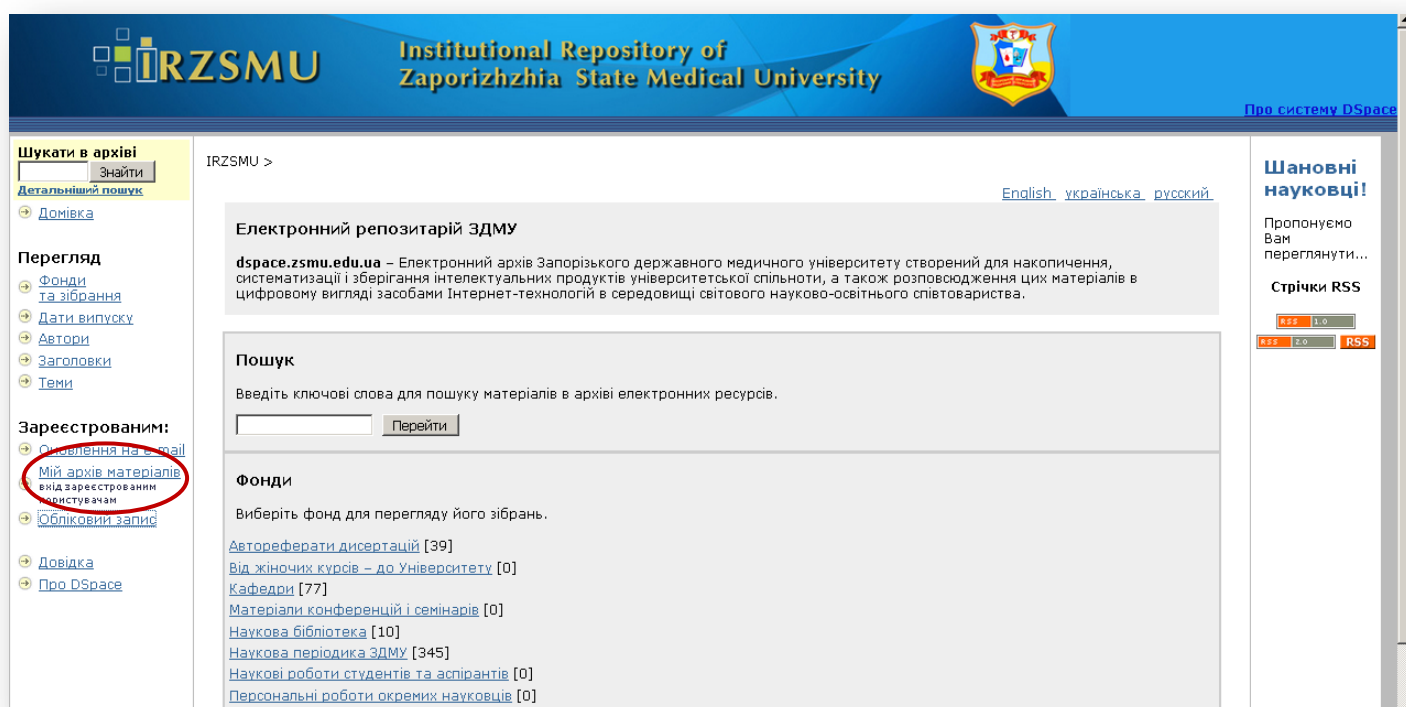 IRZSMU
Institutional Repository of
Zaporizhzhia State Medical University
Про систему DSpace
Шукати в архіві
Знайти
Детальніший пошук
Домівка
Перегляд
Фонди
та зібрання
Дати випуску
Автори
Заголовки
Теми
Зареєстрованим:
Оновлення на e-mail
Мій архів матеріалів
вхід зареєстрованим
користувачам
Обліковий запис
Довідка
Про DSpace
IRZSMU >
English українська русский
Електронний репозитарій ЗДМУ
dspace.zsmu.edu.ua – Електронний архів Запорізького державного медичного університету створений для накопичення,
систематизації і зберігання інтелектуальних продуктів університетської спільноти, а також розповсюдження цих матеріалів в
цифровому вигляді засобами Інтернет-технологій в середовищі світового науково-освітнього співтовариства.
Пошук
Введіть ключові слова для пошуку матеріалів в архіві електронних ресурсів.
Перейти
Фонди
Виберіть фонд для перегляду його зібрань.
Автореферати дисертацій [39]
Від жіночих курсів – до Університету [0]
Кафедри [77]
Матеріали конференцій і семінарів [0]
Наукова бібліотека [10]
Наукова періодика ЗДМУ [345]
Наукові роботи студентів та аспірантів [0]
Персональні роботи окремих науковців [0]
Шановні
науковці!
Пропонуємо
Вам
переглянути...
Стрічки RSS
RSS 1.0
RSS 2.0 RSS